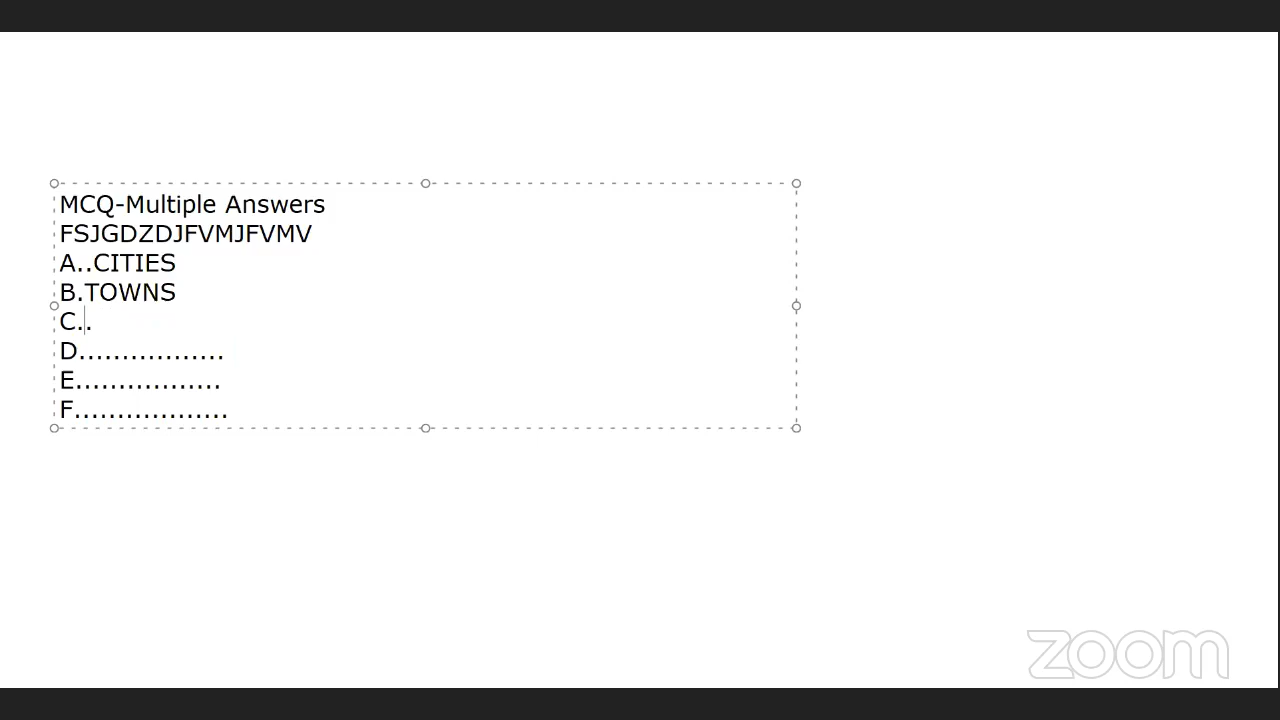 MCQ-Multiple Answers
FSJGDZDJFVMJFVMV
A..CITIES
B.TOWNS
C..
D.................
E.................
F..................
zoom